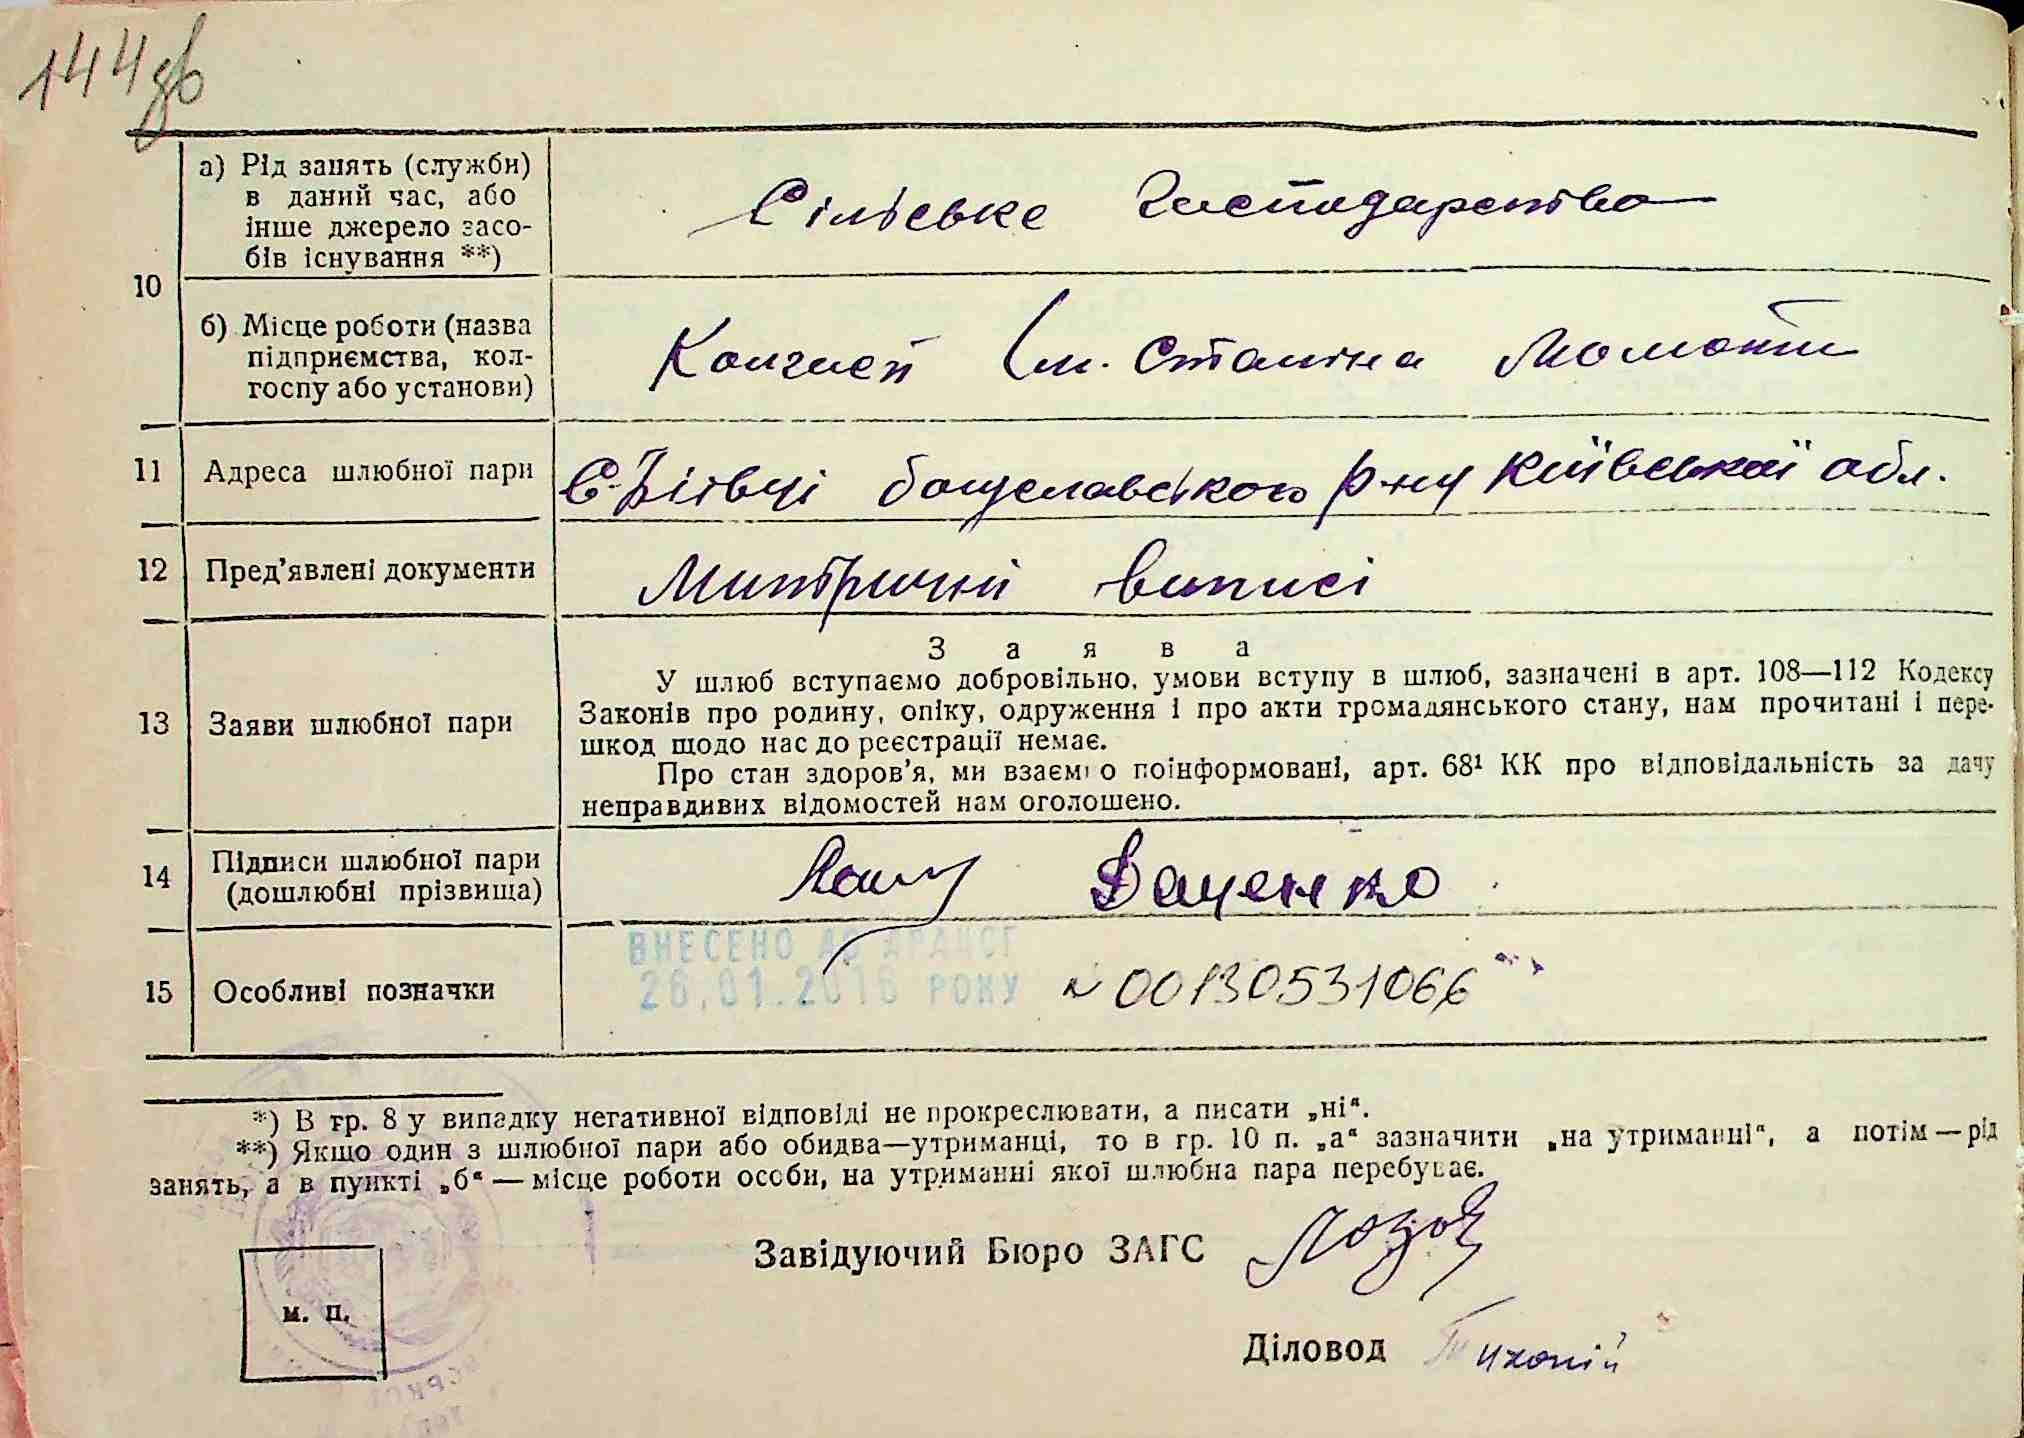 144зв
а) Рід занять (служби)
в даний час, або
інше джерело засо-
бів існування **)
Сільське господарство
10
б) Місце роботи (назва
підприємства, кол-
госпу або установи)
Колгосп ім. Сталіна
11 Адреса шлюбної пари
с. Дібівці богуславського р-ну Київської обл.
12 Пред'явлені документи
Митричні виписі
13 Заяви шлюбної пари
Заява
У шлюб вступаємо добровільно, умови вступу в шлюб, зазначені в арт. 108—112 Кодексу
Законів про родину, опіку, одруження і про акти громадянського стану, нам прочитані і пере-
шкод щодо нас до реєстрації немає.
Про стан здоров'я, ми взаємно поінформовані, арт. 68¹ КК про відповідальність за дачу
неправдивих відомостей нам оголошено.
14 Підписи шлюбної пари
(дошлюбні прізвища)
Даценко
15 Особливі позначки
ВНЕСЕНО ДО ДРАЦСГ
26.01.2016 РОКУ
N 00130531066
*) В гр. 8 у випадку негативної відповіді не прокреслювати, а писати „ні“.
**) Якщо один з шлюбної пари або обидва—утриманці, то в гр. 10 п. „а“ зазначити „на утриманні“, а потім — рід
занять, а в пункті „б“ — місце роботи особи, на утриманні якої шлюбна пара перебуває.
Завідуючий Бюро ЗАГС
м. п.
Діловод